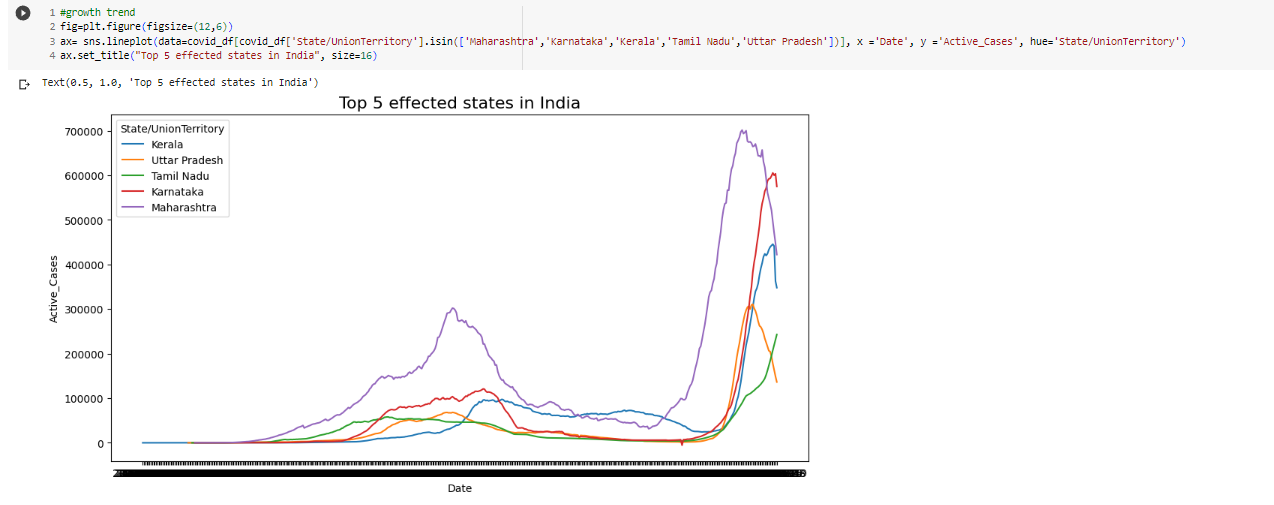 1 #growth trend
2 fig=plt.figure(figsize=(12,6))
3 ax= sns.lineplot(data=covid_df[covid_df['State/UnionTerritory'].isin(['Maharashtra','Karnataka','Kerala','Tamil Nadu','Uttar Pradesh'])], x ='Date', y ='Active_Cases', hue='State/UnionTerritory')
4 ax.set_title("Top 5 effected states in India", size=16)
Text(0.5, 1.0, 'Top 5 effected states in India')
Top 5 effected states in India
State/UnionTerritory
Kerala
Uttar Pradesh
Tamil Nadu
Karnataka
Maharashtra
700000
600000
500000
400000
300000
200000
100000
0
Active_Cases
Date